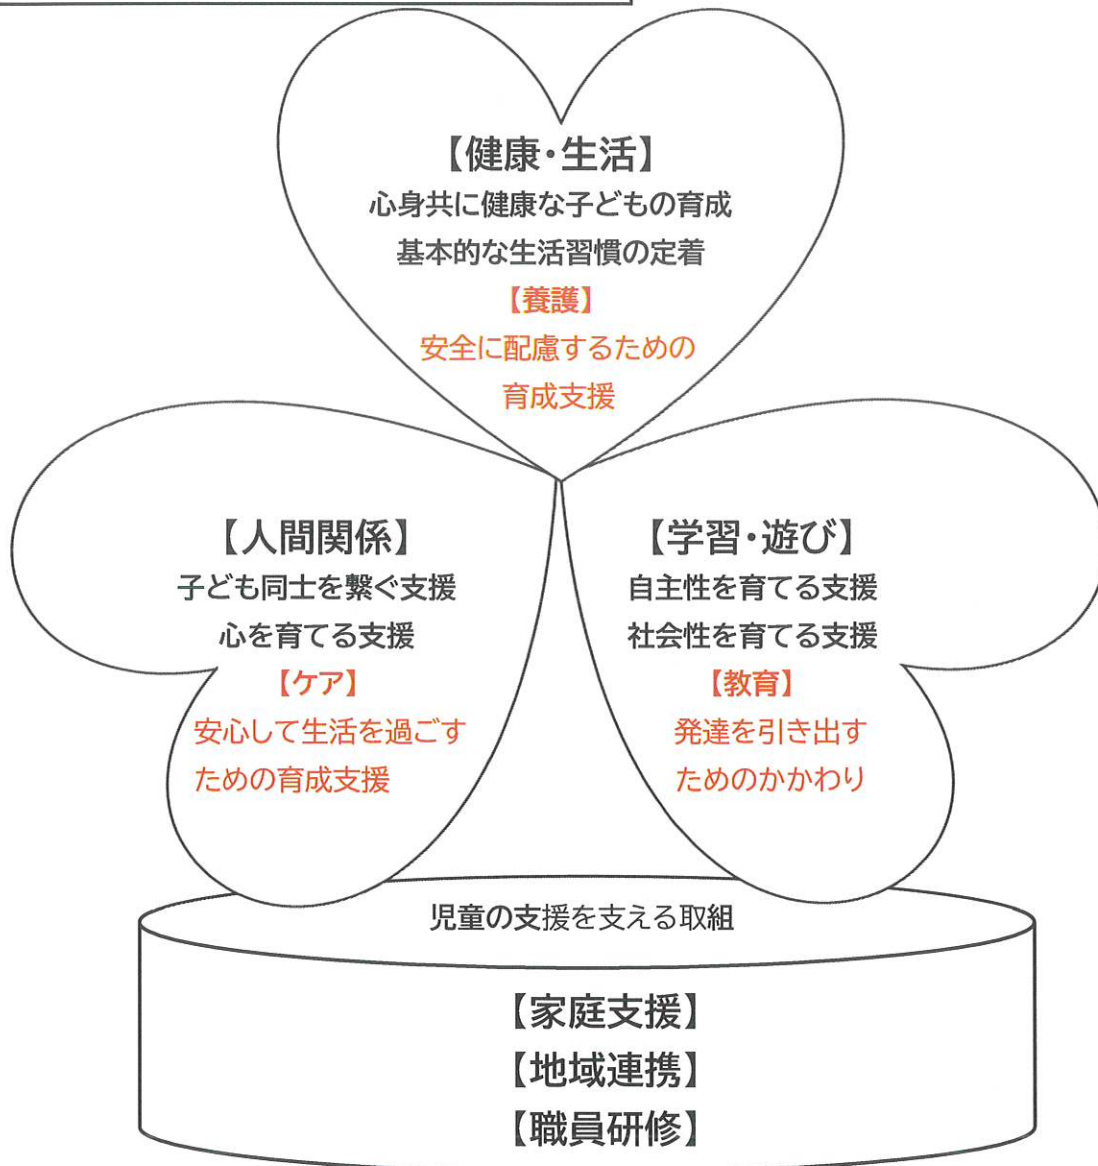 【健康・生活】
心身共に健康な子どもの育成
基本的な生活習慣の定着
【養護】
安全に配慮するための
育成支援
【人間関係】
子ども同士を繋ぐ支援
心を育てる支援
【ケア】
安心して生活を過ごす
ための育成支援
【学習・遊び】
自主性を育てる支援
社会性を育てる支援
【教育】
発達を引き出す
ためのかかわり
児童の支援を支える取組
【家庭支援】
【地域連携】
【職員研修】